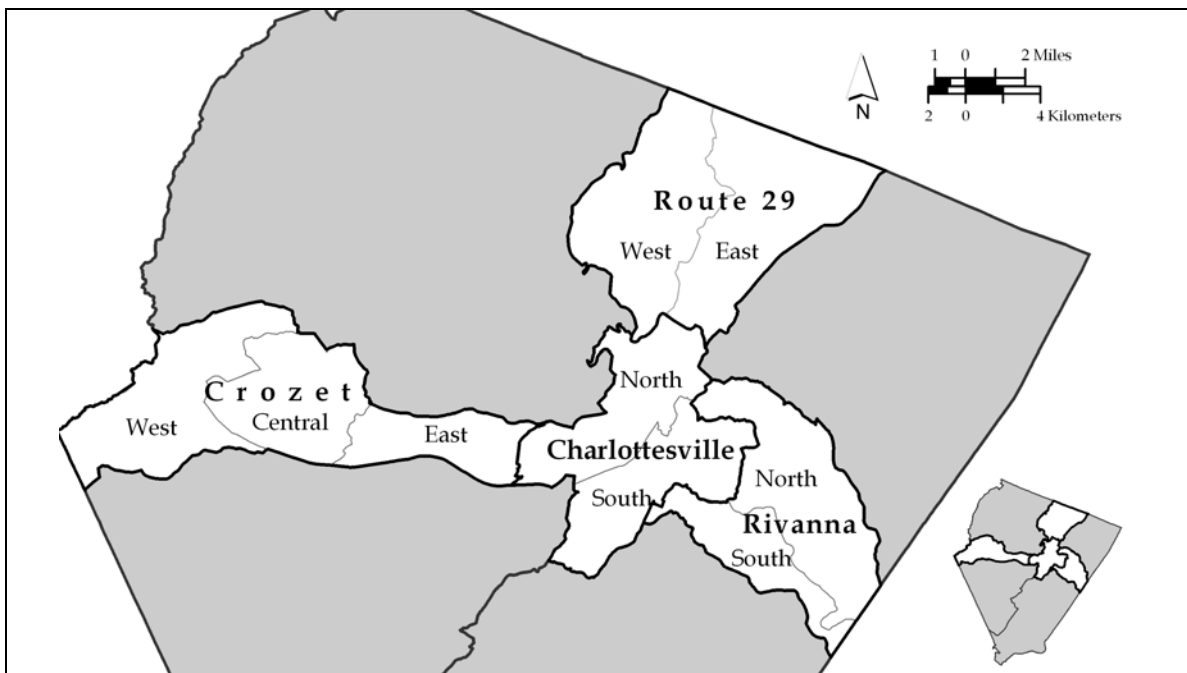 1 0 2 Miles
N
2 0 4 Kilometers
Route 29
West East
North
Crozet
West Central East
Charlottesville
North
South
Rivanna
South